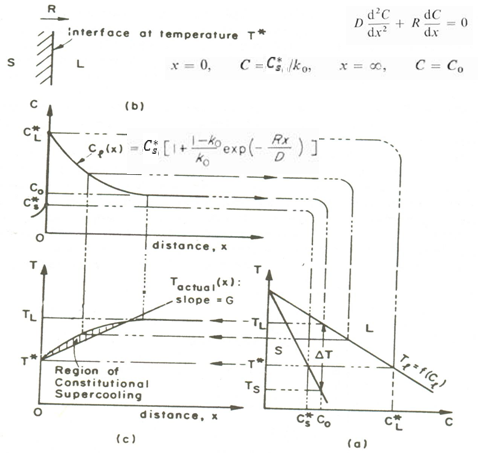 R
Interface at temperature T*
S
L
D d²C/dx² + R dC/dx = 0
x = 0, C = C*s/k₀, x = ∞, C = C₀
C
(b)
C*L
Cℓ(x) = C*s [1 + (1-k₀)/k₀ exp(- Rx/D)]
C₀
C*s
O
distance, x
T
T actual (x):
slope = G
TL
T*
Region of
Constitutional
Supercooling
O
distance, x
(c)
T
TL
L
S
ΔT
T*
Tℓ = f(Cℓ)
TS
C*s
C₀
C*L
C
(a)